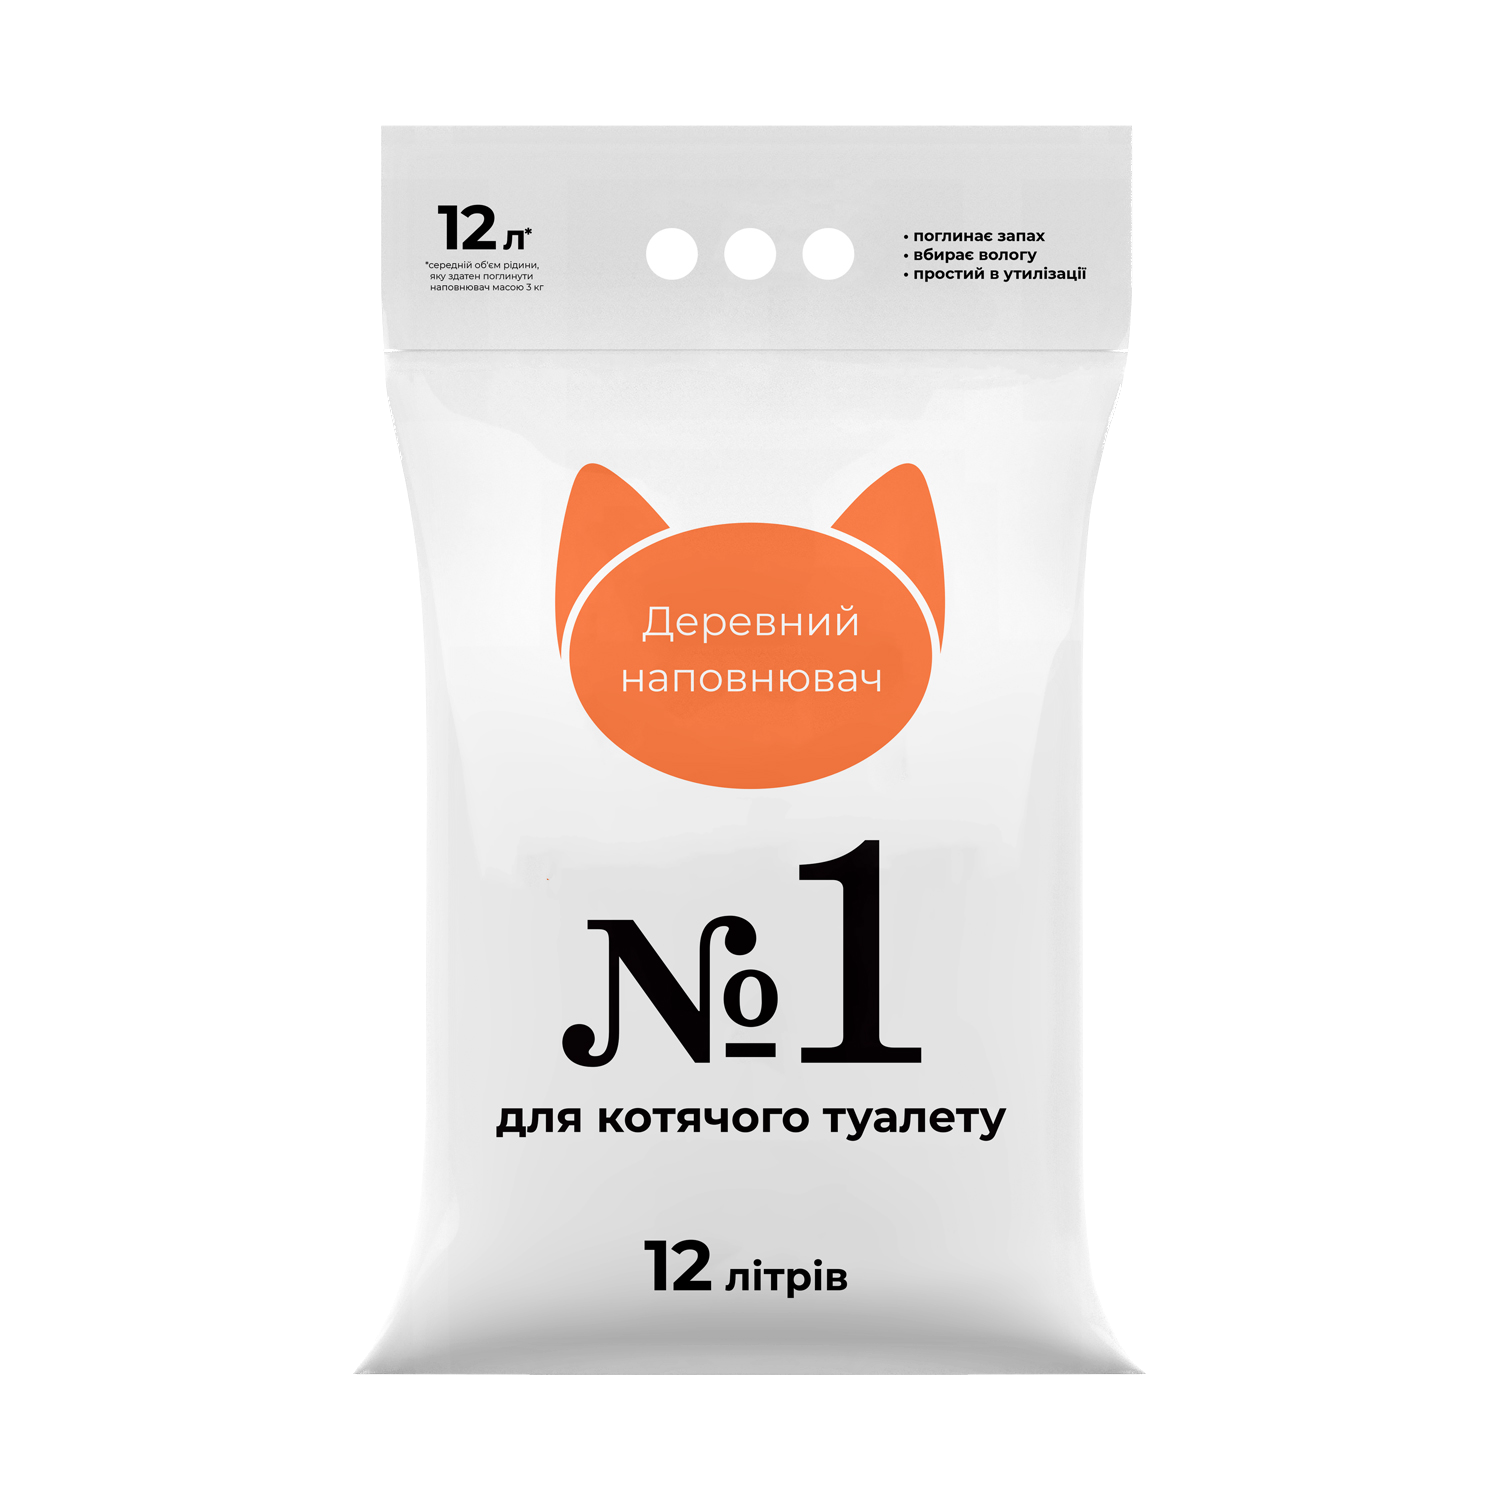 12 л*
*середній об'єм рідини,
яку здатен поглинути
наповнювач масою 3 кг
• поглинає запах
• вбирає вологу
• простий в утилізації
Деревний
наповнювач
№1
для котячого туалету
12 літрів